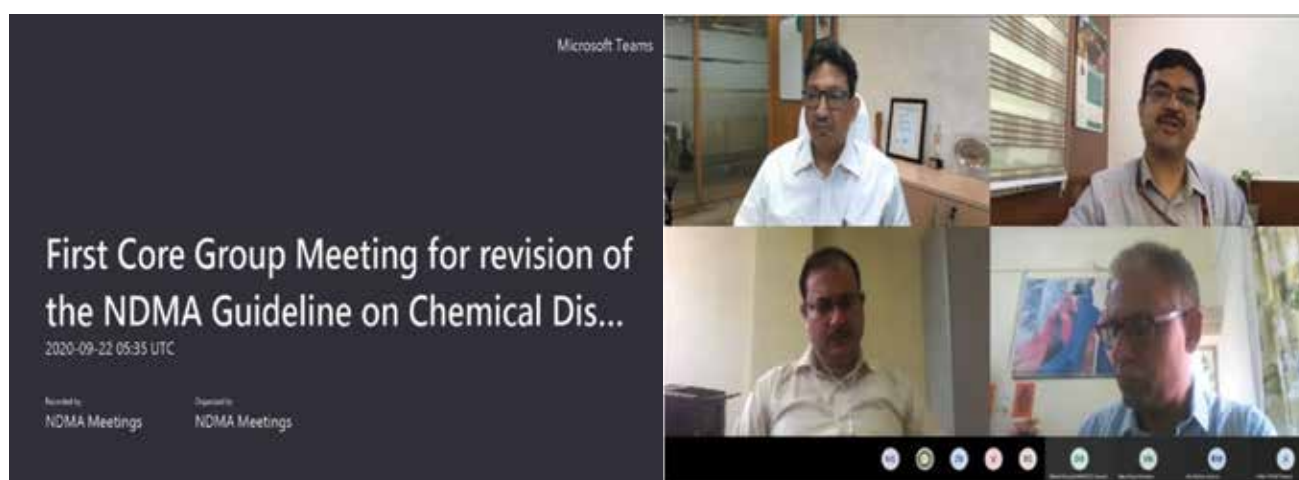 Microsoft Teams
First Core Group Meeting for revision of
the NDMA Guideline on Chemical Dis...
2020-09-22 05:35 UTC
Recorded by
Organized by
NDMA Meetings
NDMA Meetings